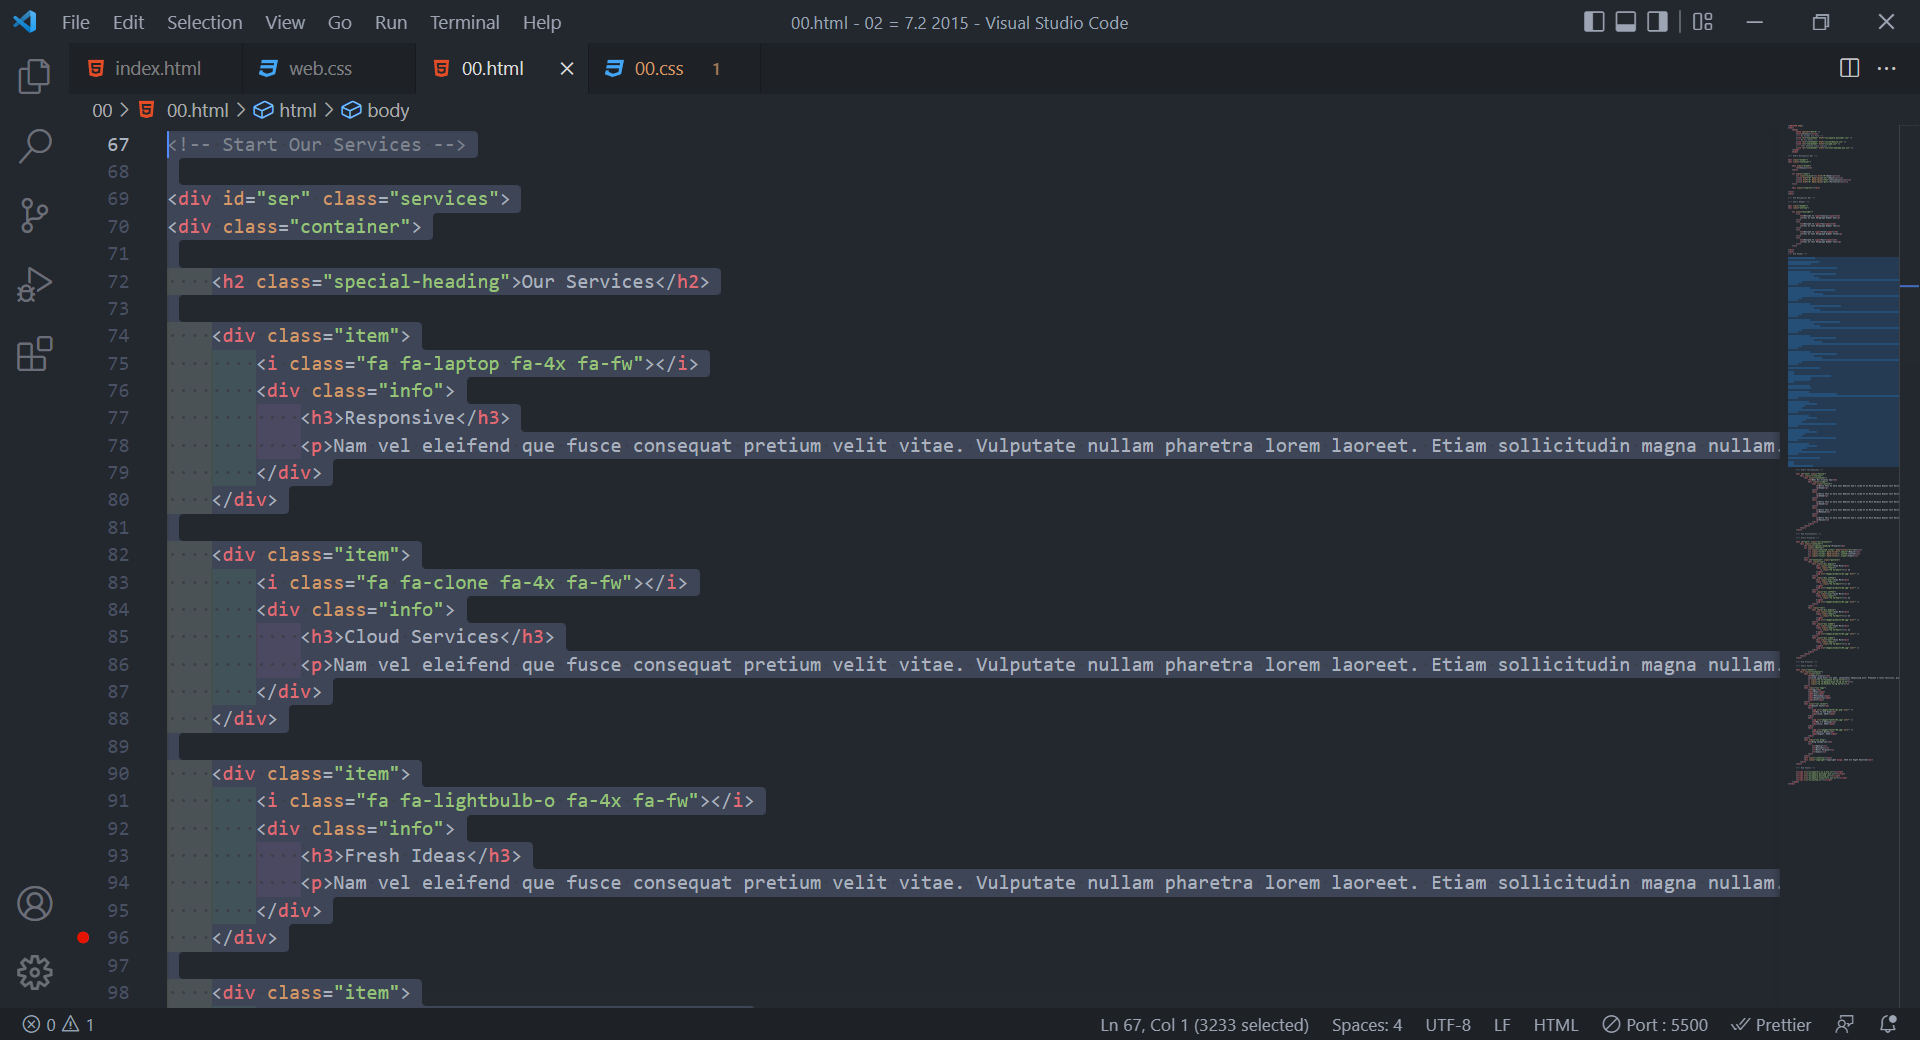 File Edit Selection View Go Run Terminal Help 00.html - 02 = 7.2 2015 - Visual Studio Code
index.html web.css 00.html 00.css 1
00 > 00.html > html > body
67 <!-- Start Our Services -->
68
69 <div id="ser" class="services">
70 <div class="container">
71
72 <h2 class="special-heading">Our Services</h2>
73
74 <div class="item">
75 <i class="fa fa-laptop fa-4x fa-fw"></i>
76 <div class="info">
77 <h3>Responsive</h3>
78 <p>Nam vel eleifend que fusce consequat pretium velit vitae. Vulputate nullam pharetra lorem laoreet. Etiam sollicitudin magna nullam.
79 </div>
80 </div>
81
82 <div class="item">
83 <i class="fa fa-clone fa-4x fa-fw"></i>
84 <div class="info">
85 <h3>Cloud Services</h3>
86 <p>Nam vel eleifend que fusce consequat pretium velit vitae. Vulputate nullam pharetra lorem laoreet. Etiam sollicitudin magna nullam.
87 </div>
88 </div>
89
90 <div class="item">
91 <i class="fa fa-lightbulb-o fa-4x fa-fw"></i>
92 <div class="info">
93 <h3>Fresh Ideas</h3>
94 <p>Nam vel eleifend que fusce consequat pretium velit vitae. Vulputate nullam pharetra lorem laoreet. Etiam sollicitudin magna nullam.
95 </div>
96 </div>
97
98 <div class="item">
0 1 Ln 67, Col 1 (3233 selected) Spaces: 4 UTF-8 LF HTML Port : 5500 Prettier